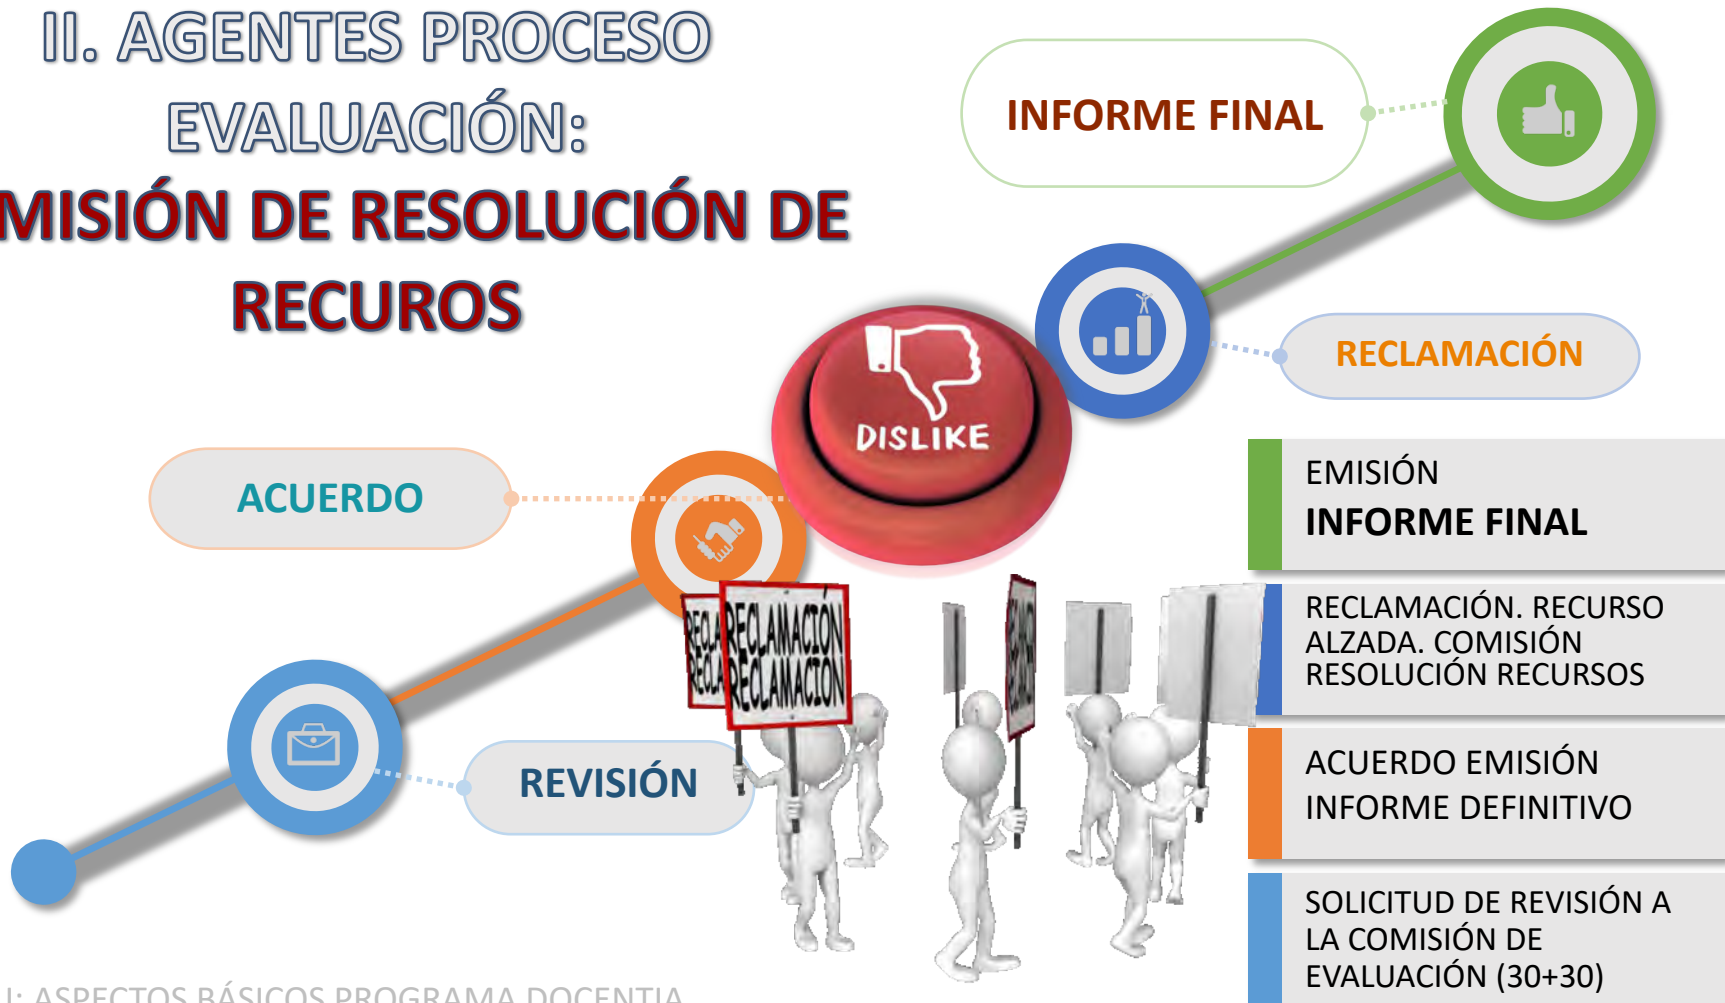 II. AGENTES PROCESO
EVALUACIÓN:
MISIÓN DE RESOLUCIÓN DE
RECUROS
INFORME FINAL
RECLAMACIÓN
DISLIKE
ACUERDO
REVISIÓN
RECLAMACIÓN
RECLAMACIÓN
EMISIÓN
INFORME FINAL
RECLAMACIÓN. RECURSO
ALZADA. COMISIÓN
RESOLUCIÓN RECURSOS
ACUERDO EMISIÓN
INFORME DEFINITIVO
SOLICITUD DE REVISIÓN A
LA COMISIÓN DE
EVALUACIÓN (30+30)
I: ASPECTOS BÁSICOS PROGRAMA DOCENTIA